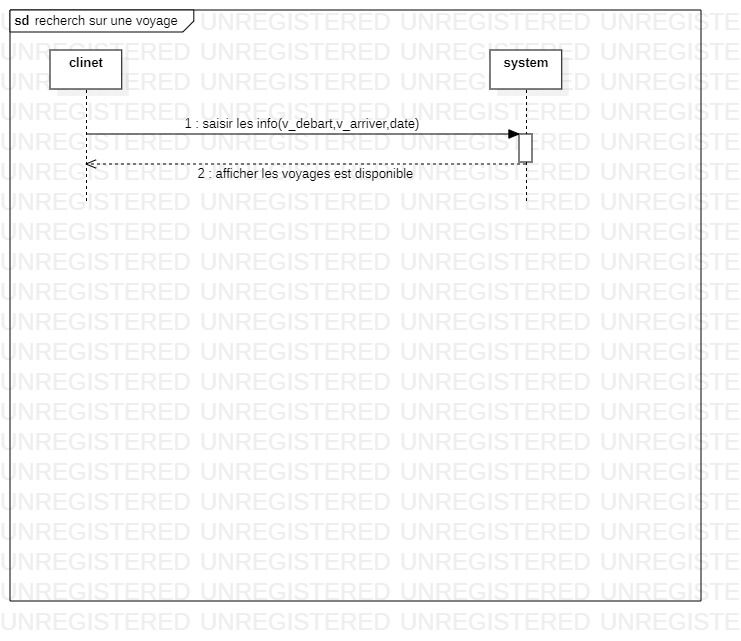 sd recherch sur une voyage
clinet
system
1 : saisir les info(v_debart,v_arriver,date)
2 : afficher les voyages est disponible
UNREGISTERED UNREGISTERED UNREGISTERED UNREGISTERED